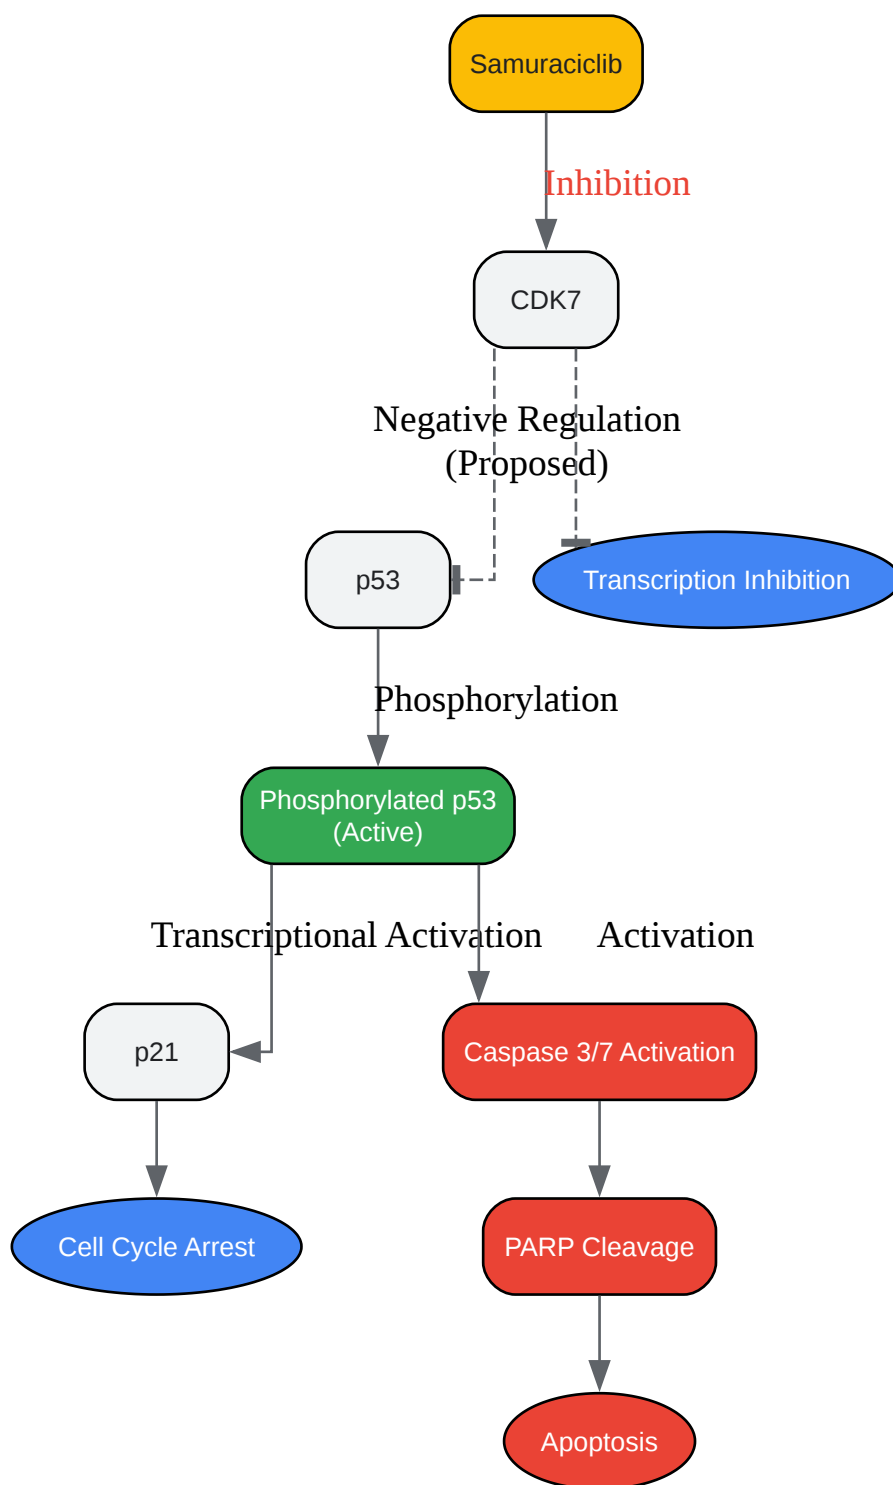 Samuraciclib
Inhibition
CDK7
Negative Regulation
(Proposed)
p53
Transcription Inhibition
Phosphorylation
Phosphorylated p53
(Active)
Transcriptional Activation
Activation
p21
Caspase 3/7 Activation
Cell Cycle Arrest
PARP Cleavage
Apoptosis